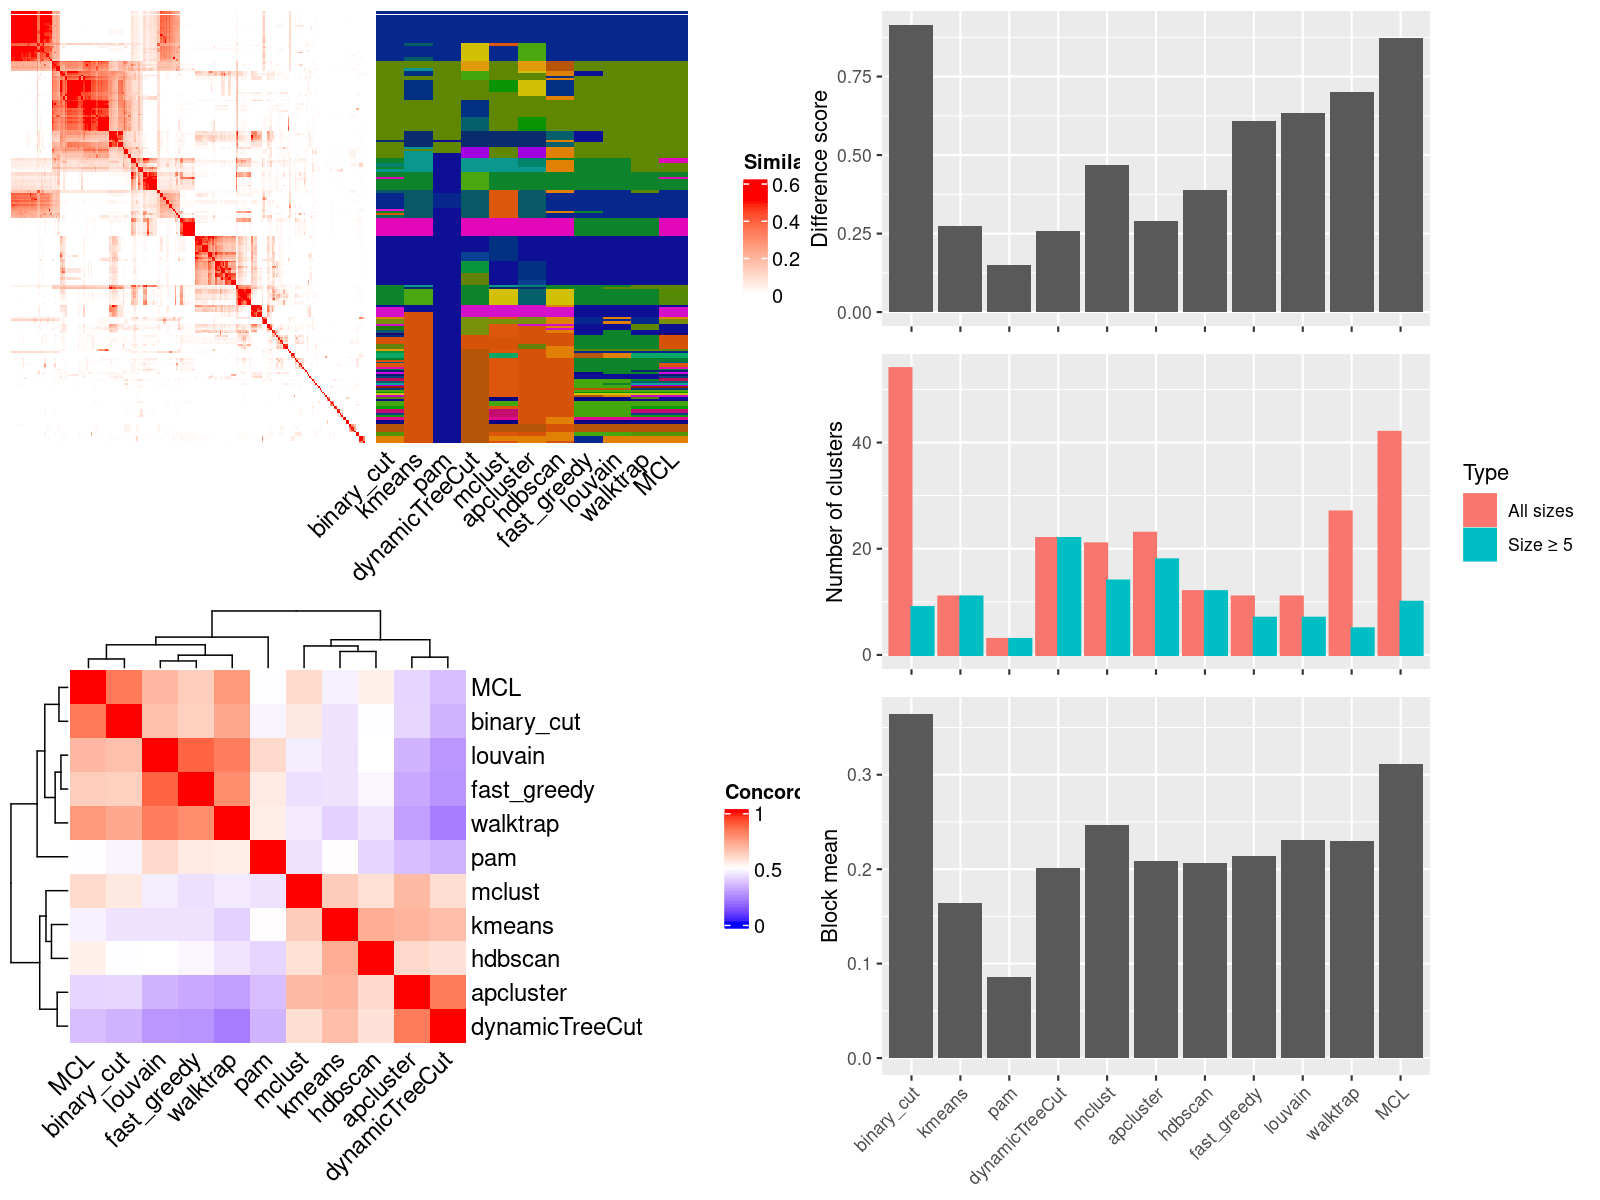 Simila
0.6
0.4
0.2
0
binary_cut
kmeans
pam
dynamicTreeCut
mclust
apcluster
hdbscan
fast_greedy
louvain
walktrap
MCL
Difference score
0.75
0.50
0.25
0.00
Number of clusters
40
20
0
Type
All sizes
Size ≥ 5
MCL
binary_cut
louvain
fast_greedy
walktrap
pam
mclust
kmeans
hdbscan
apcluster
dynamicTreeCut
MCL
binary_cut
louvain
fast_greedy
walktrap
pam
mclust
kmeans
hdbscan
apcluster
dynamicTreeCut
Concorc
1
0.5
0
Block mean
0.3
0.2
0.1
0.0
binary_cut
kmeans
pam
dynamicTreeCut
mclust
apcluster
hdbscan
fast_greedy
louvain
walktrap
MCL